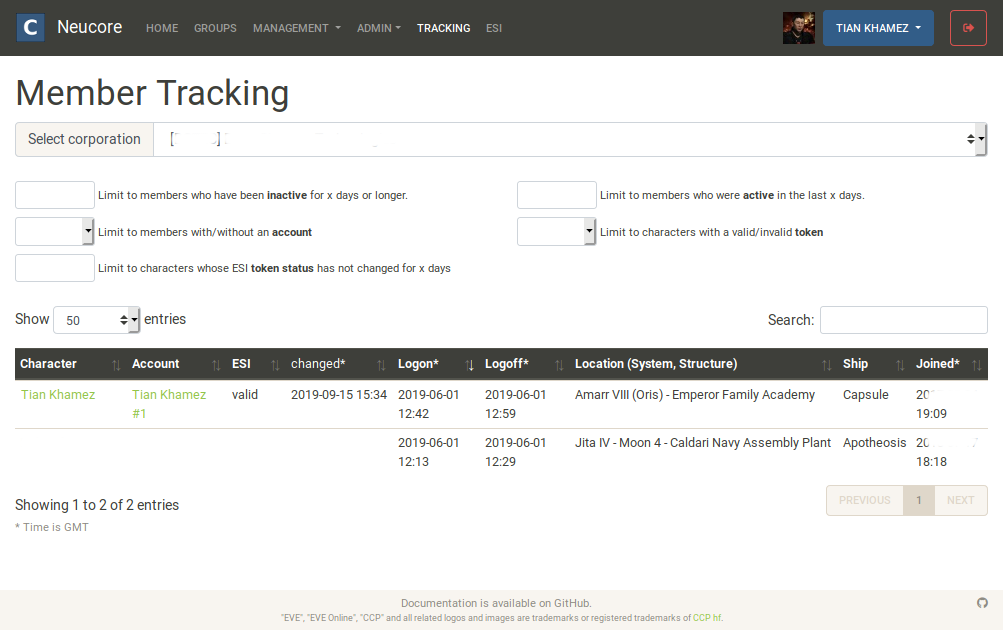 C Neucore HOME GROUPS MANAGEMENT ADMIN TRACKING ESI TIAN KHAMEZ
Member Tracking
Select corporation [ ]
Limit to members who have been inactive for x days or longer.
Limit to members who were active in the last x days.
Limit to members with/without an account
Limit to characters with a valid/invalid token
Limit to characters whose ESI token status has not changed for x days
Show 50 entries
Search:
Character Account ESI changed* Logon* Logoff* Location (System, Structure) Ship Joined*
Tian Khamez Tian Khamez valid 2019-09-15 15:34 2019-06-01 2019-06-01 Amarr VIII (Oris) - Emperor Family Academy Capsule
#1 12:42 12:59 19:09
2019-06-01 2019-06-01 Jita IV - Moon 4 - Caldari Navy Assembly Plant Apotheosis
12:13 12:29 18:18
Showing 1 to 2 of 2 entries
PREVIOUS 1 NEXT
* Time is GMT
Documentation is available on GitHub.
"EVE", "EVE Online", "CCP" and all related logos and images are trademarks or registered trademarks of CCP hf.